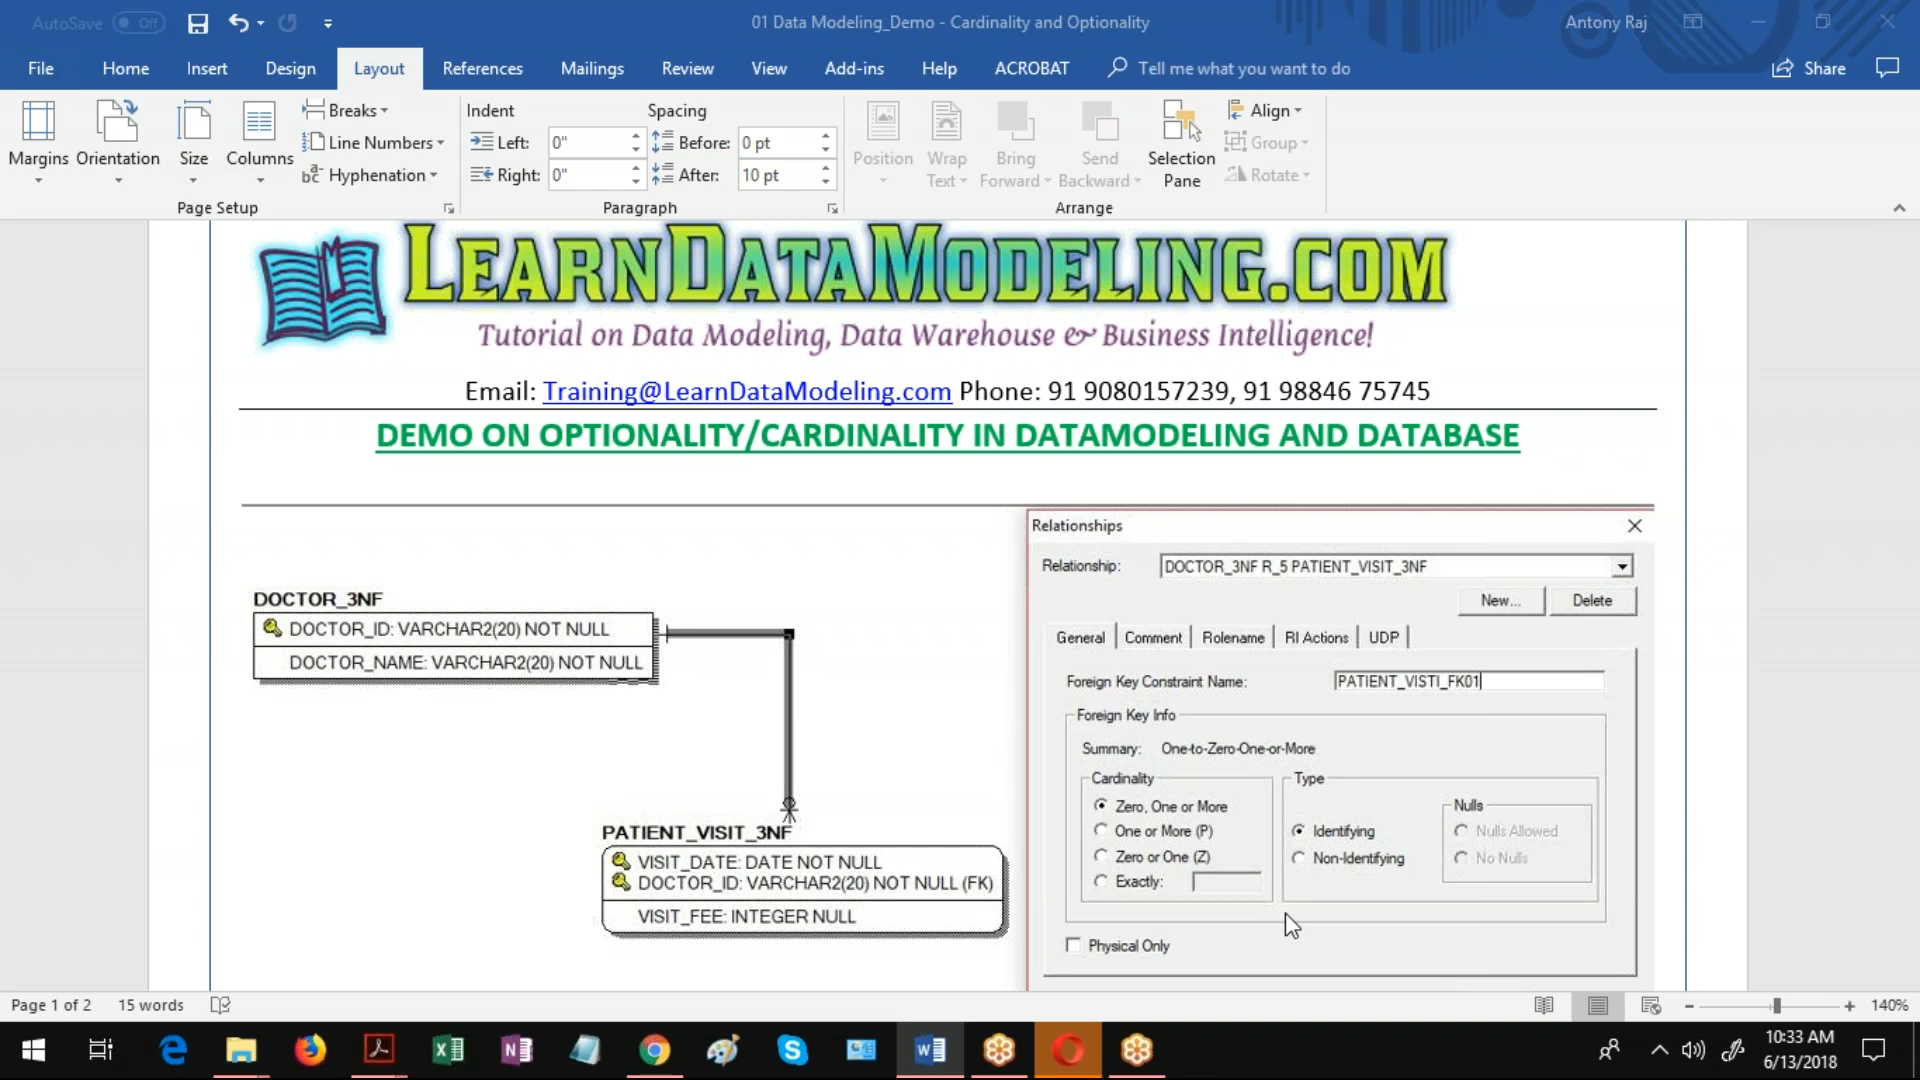 AutoSave Off
01 Data Modeling_Demo - Cardinality and Optionality
Antony Raj
File Home Insert Design Layout References Mailings Review View Add-ins Help ACROBAT Tell me what you want to do Share
Margins Orientation Size Columns
Breaks
Line Numbers
Hyphenation
Page Setup
Indent Spacing
Left: 0" Before: 0 pt
Right: 0" After: 10 pt
Paragraph
Position Wrap Text Bring Forward Send Backward Selection Pane
Align
Group
Rotate
Arrange
LEARNDATAMODELING.COM
Tutorial on Data Modeling, Data Warehouse & Business Intelligence!
Email: Training@LearnDataModeling.com Phone: 91 9080157239, 91 98846 75745
DEMO ON OPTIONALITY/CARDINALITY IN DATAMODELING AND DATABASE
DOCTOR_3NF
DOCTOR_ID: VARCHAR2(20) NOT NULL
DOCTOR_NAME: VARCHAR2(20) NOT NULL
PATIENT_VISIT_3NF
VISIT_DATE: DATE NOT NULL
DOCTOR_ID: VARCHAR2(20) NOT NULL (FK)
VISIT_FEE: INTEGER NULL
Relationships
Relationship: DOCTOR_3NF R_5 PATIENT_VISIT_3NF
New... Delete
General Comment Rolename RI Actions UDP
Foreign Key Constraint Name: PATIENT_VISTI_FK01
Foreign Key Info
Summary: One-to-Zero-One-or-More
Cardinality
Zero, One or More
One or More (P)
Zero or One (Z)
Exactly:
Type
Identifying
Non-Identifying
Nulls
Nulls Allowed
No Nulls
Physical Only
Page 1 of 2 15 words
140%
10:33 AM
6/13/2018